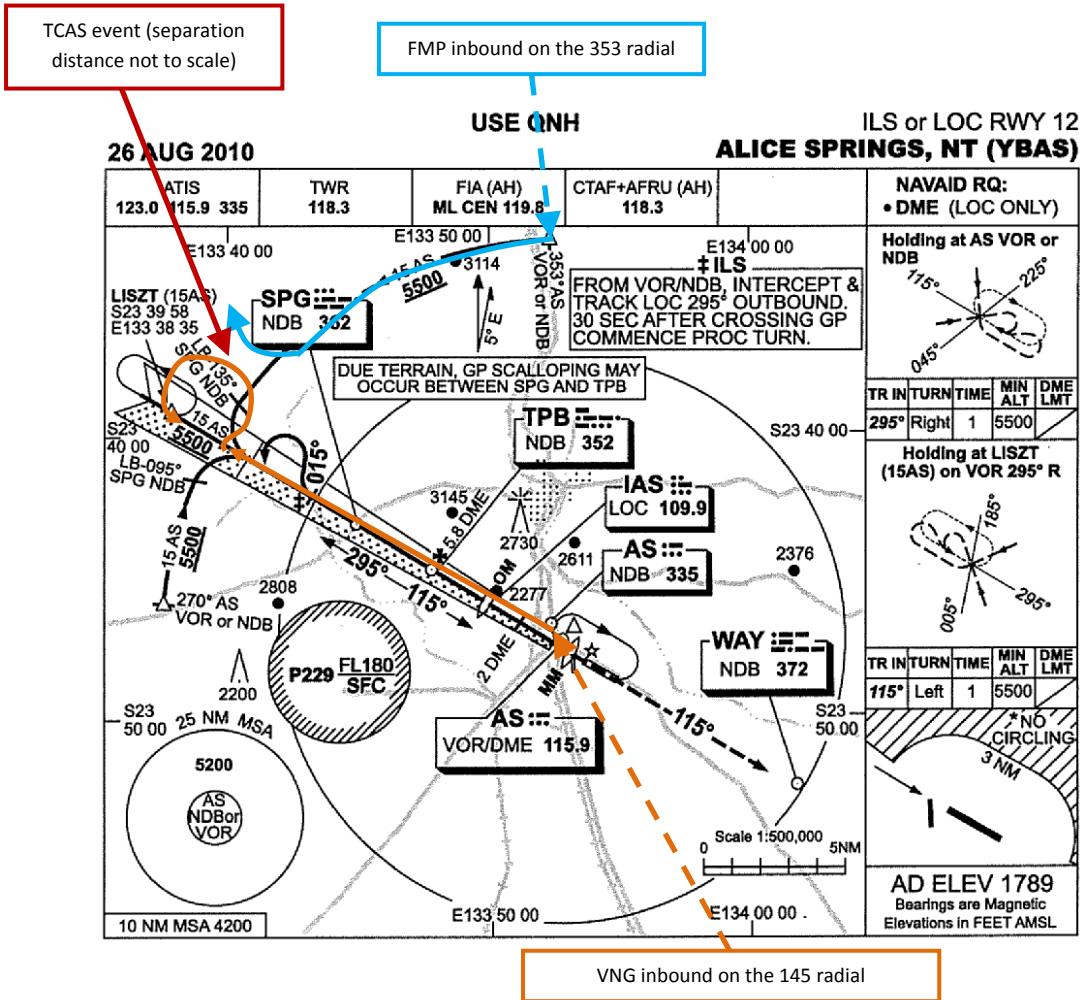 TCAS event (separation
distance not to scale)
FMP inbound on the 353 radial
USE QNH
ILS or LOC RWY 12
26 AUG 2010
ALICE SPRINGS, NT (YBAS)
ATIS
123.0 115.9 335
TWR
118.3
FIA (AH)
ML CEN 119.8
CTAF+AFRU (AH)
118.3
NAVAID RQ:
• DME (LOC ONLY)
E133 40 00
E133 50 00
E134 00 00
15 AS
5500
3114
353° AS
VOR or NDB
5° E
‡ ILS
FROM VOR/NDB, INTERCEPT &
TRACK LOC 295° OUTBOUND.
30 SEC AFTER CROSSING GP
COMMENCE PROC TURN.
LISZT (15AS)
S23 39 58
E133 38 35
SPG
NDB 362
LB-135°
SPG NDB
DUE TERRAIN, GP SCALLOPING MAY
OCCUR BETWEEN SPG AND TPB
TPB
NDB 352
S23 40 00
S23
40 00
15 AS
5500
LB-095°
SPG NDB
015°
‡
3145
5.8 DME
*
2730
IAS
LOC 109.9
15 AS
5500
OM
2611
AS
NDB 335
2376
295°
115°
2277
2808
270° AS
VOR or NDB
P229 FL180
SFC
2 DME
MM
WAY
NDB 372
2200
S23
50 00
25 NM MSA
5200
AS
NDBor
VOR
AS
VOR/DME 115.9
115°
S23
50 00
Scale 1:500,000
0 5NM
10 NM MSA 4200
E133 50 00
E134 00 00
Holding at AS VOR or
NDB
115°
225°
045°
TR IN TURN TIME MIN ALT DME LMT
295° Right 1 5500
Holding at LISZT
(15AS) on VOR 295° R
185°
295°
005°
TR IN TURN TIME MIN ALT DME LMT
115° Left 1 5500
*NO
CIRCLING
3 NM
AD ELEV 1789
Bearings are Magnetic
Elevations in FEET AMSL
VNG inbound on the 145 radial